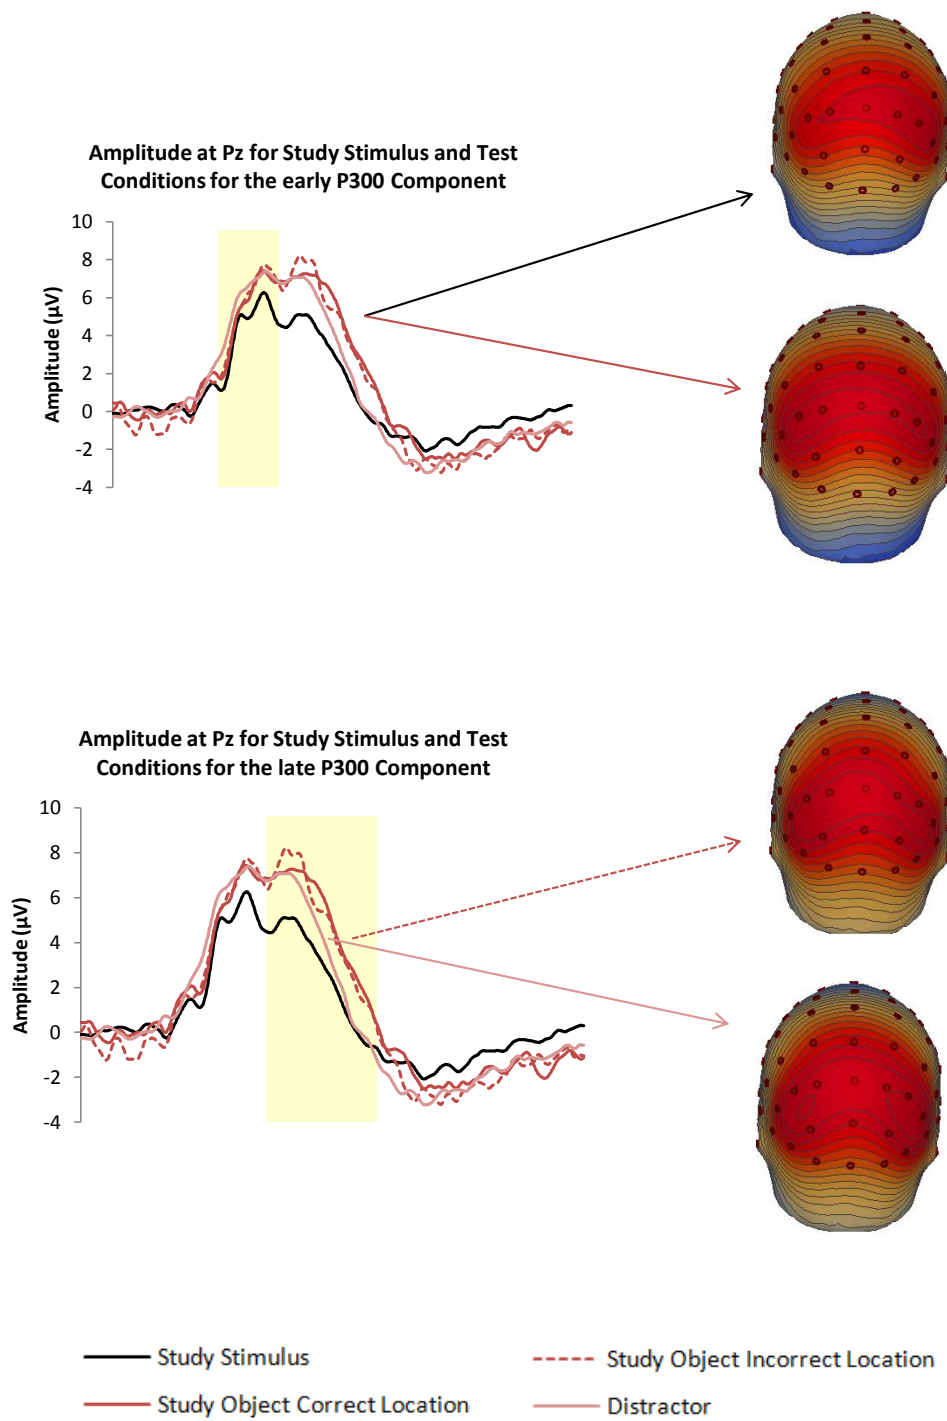 Amplitude at Pz for Study Stimulus and Test
Conditions for the early P300 Component
Amplitude (µV)
10
8
6
4
2
0
-2
-4
Amplitude at Pz for Study Stimulus and Test
Conditions for the late P300 Component
Amplitude (µV)
10
8
6
4
2
0
-2
-4
Study Stimulus
Study Object Incorrect Location
Study Object Correct Location
Distractor